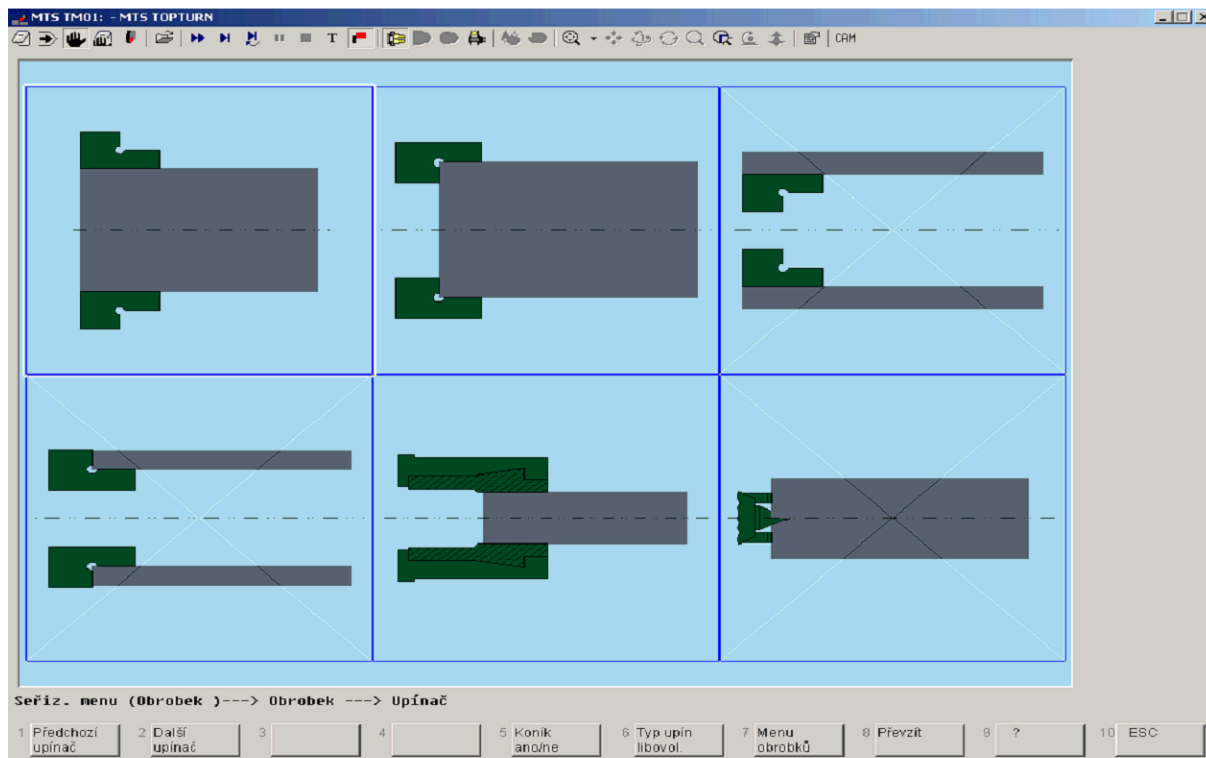 MTS TM01: - MTS TOPTURN
T
CAM
Seřiz. menu (Obrobek )---> Obrobek ---> Upínač
1 Předchozí upínač
2 Další upínač
3
4
5 Koník ano/ne
6 Typ upín libovol.
7 Menu obrobků
8 Převzít
9 ?
10 ESC